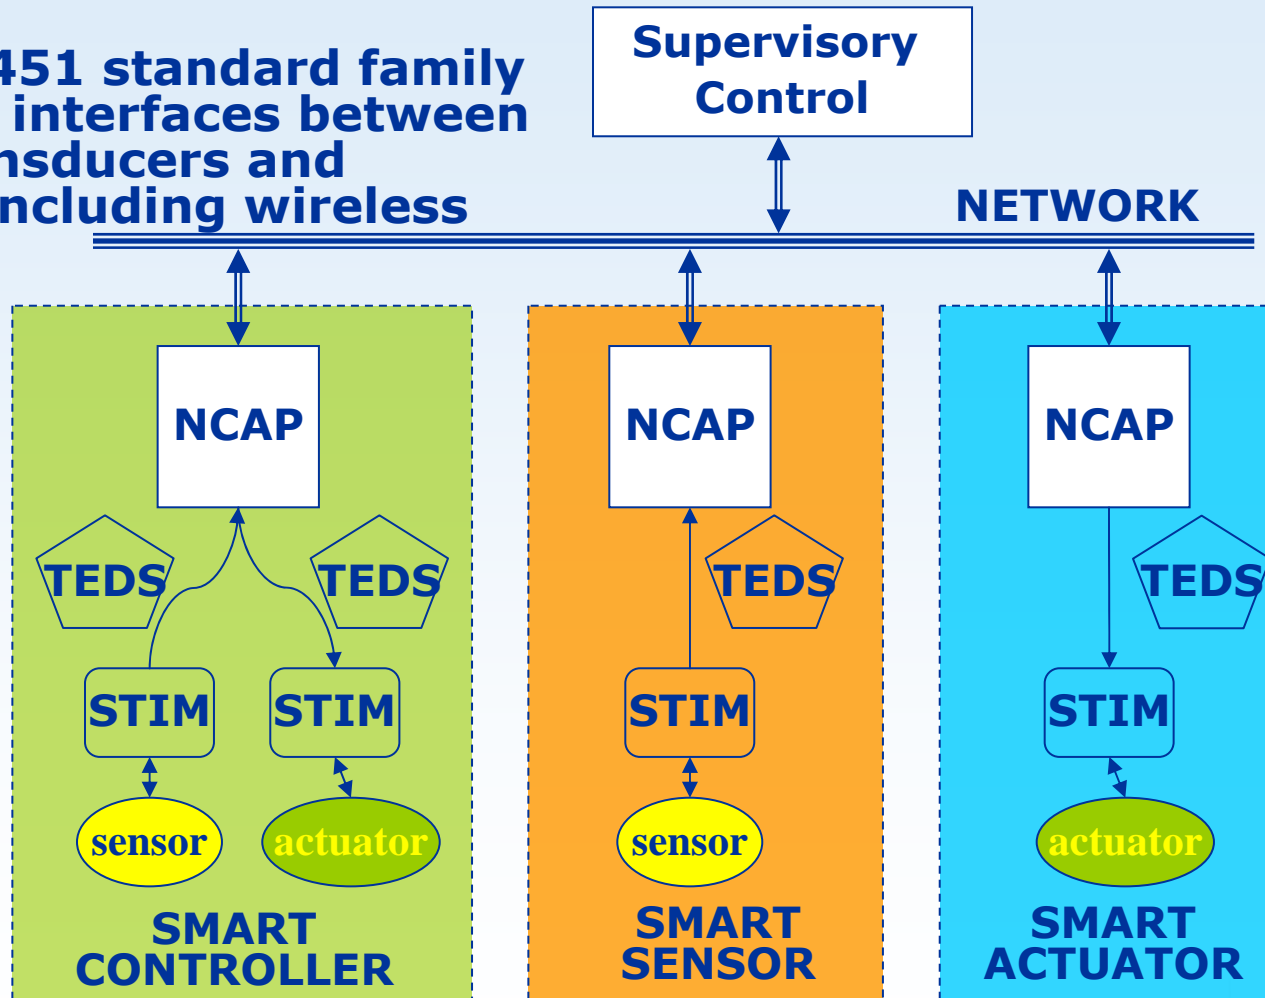 451 standard family
interfaces between
nsducers and
ncluding wireless
Supervisory
Control
NETWORK
NCAP
NCAP
NCAP
TEDS
TEDS
TEDS
TEDS
STIM
STIM
STIM
STIM
sensor
actuator
sensor
actuator
SMART
CONTROLLER
SMART
SENSOR
SMART
ACTUATOR